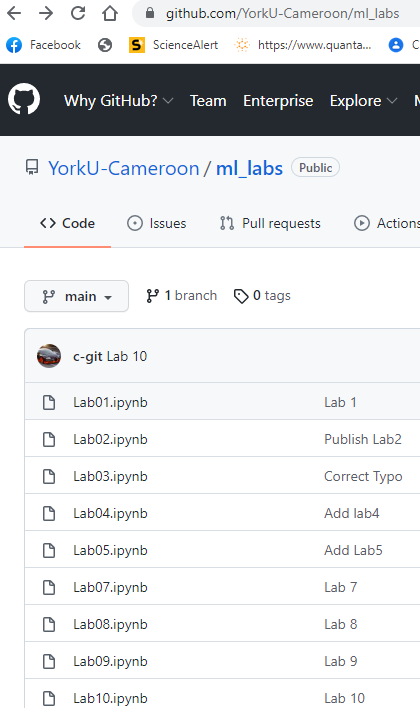 github.com/YorkU-Cameroon/ml_labs
Facebook S ScienceAlert https://www.quanta... C
Why GitHub? Team Enterprise Explore M
YorkU-Cameroon / ml_labs Public
Code Issues Pull requests Actions
main 1 branch 0 tags
c-git Lab 10
Lab01.ipynb Lab 1
Lab02.ipynb Publish Lab2
Lab03.ipynb Correct Typo
Lab04.ipynb Add lab4
Lab05.ipynb Add Lab5
Lab07.ipynb Lab 7
Lab08.ipynb Lab 8
Lab09.ipynb Lab 9
Lab10.ipynb Lab 10